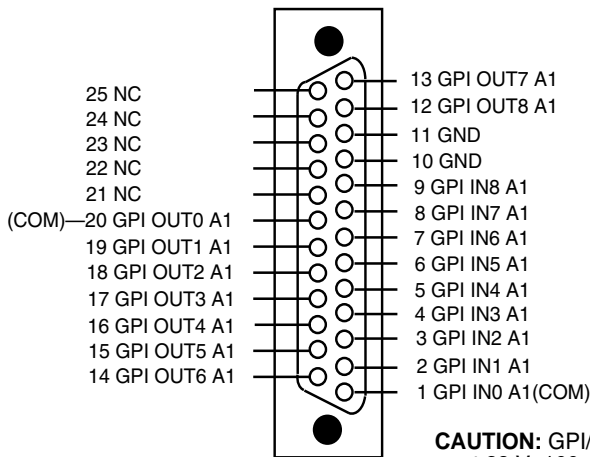 25 NC
24 NC
23 NC
22 NC
21 NC
(COM)—20 GPI OUT0 A1
19 GPI OUT1 A1
18 GPI OUT2 A1
17 GPI OUT3 A1
16 GPI OUT4 A1
15 GPI OUT5 A1
14 GPI OUT6 A1
13 GPI OUT7 A1
12 GPI OUT8 A1
11 GND
10 GND
9 GPI IN8 A1
8 GPI IN7 A1
7 GPI IN6 A1
6 GPI IN5 A1
5 GPI IN4 A1
4 GPI IN3 A1
3 GPI IN2 A1
2 GPI IN1 A1
1 GPI IN0 A1(COM)
CAUTION: GPI/